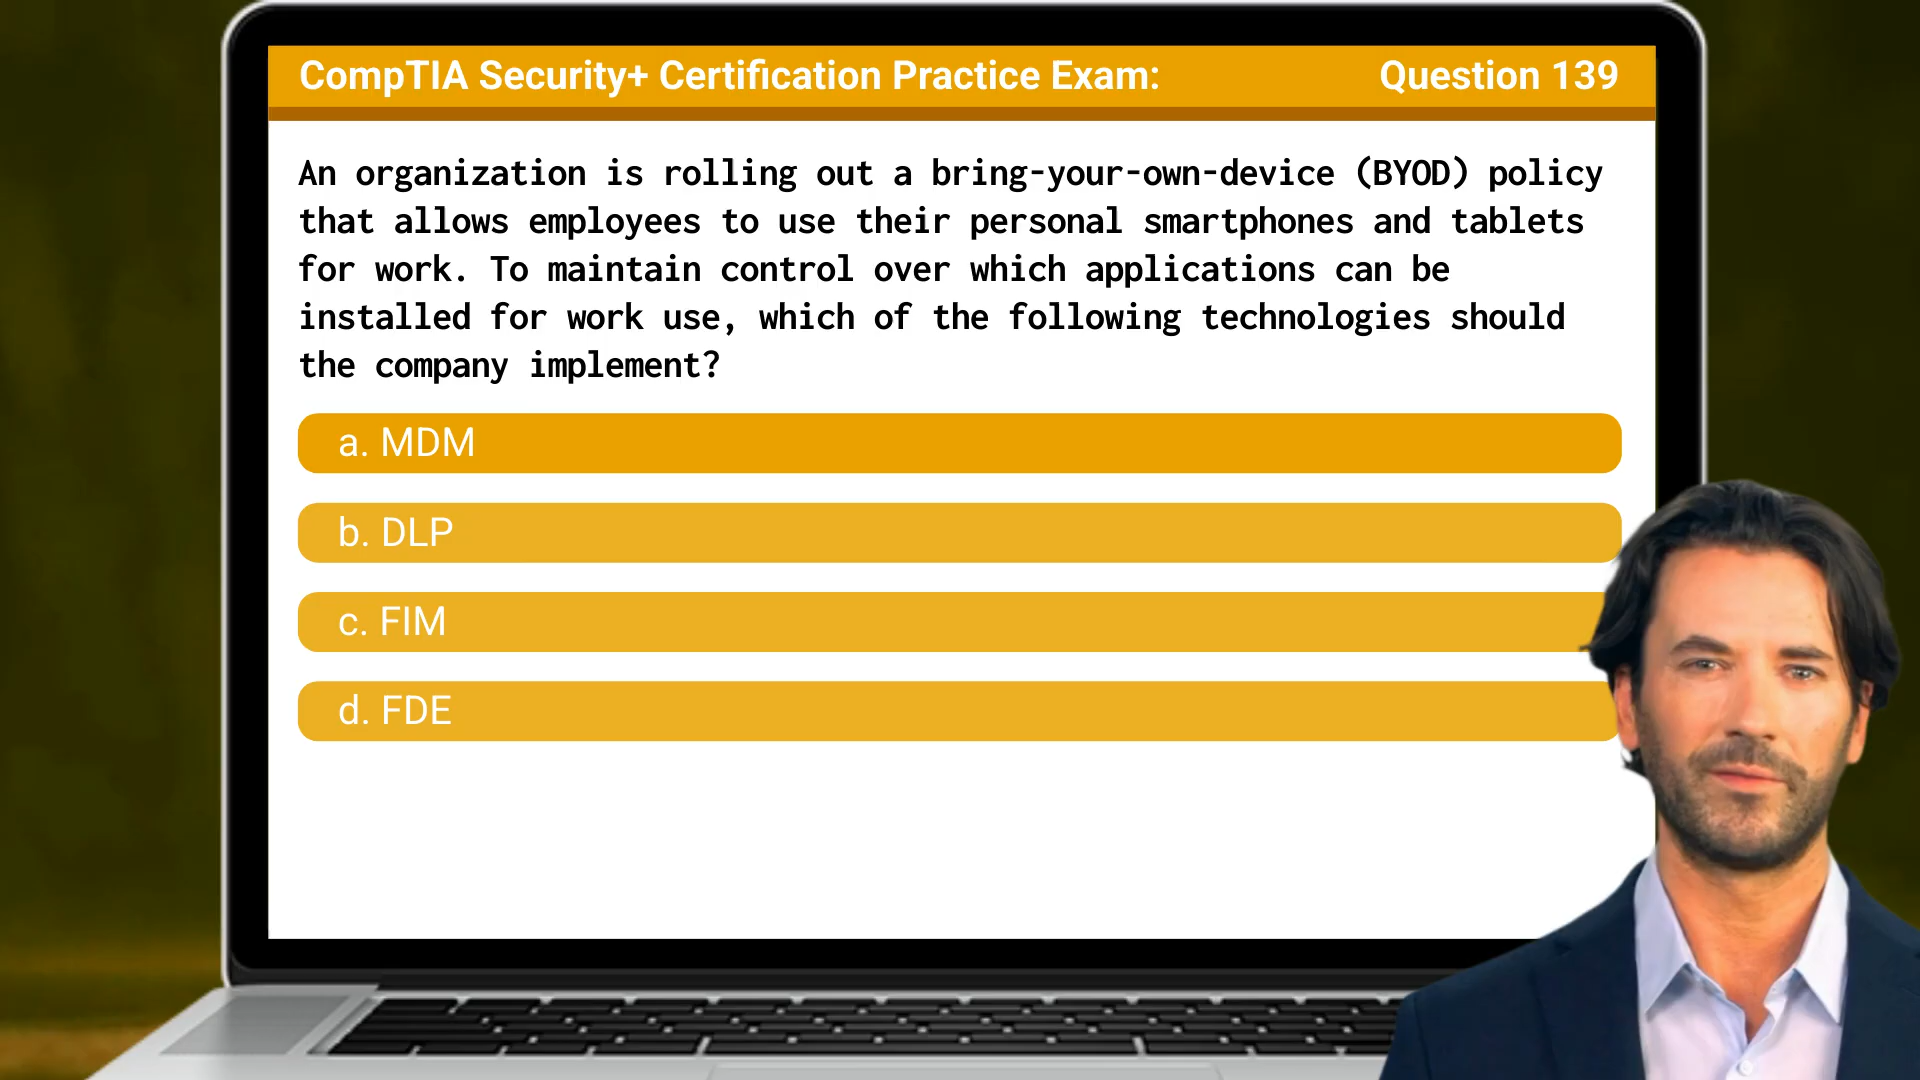 CompTIA Security+ Certification Practice Exam: Question 139
An organization is rolling out a bring-your-own-device (BYOD) policy
that allows employees to use their personal smartphones and tablets
for work. To maintain control over which applications can be
installed for work use, which of the following technologies should
the company implement?
a. MDM
b. DLP
c. FIM
d. FDE